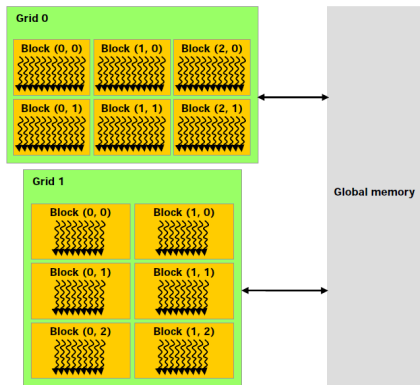 Grid 0
Block (0, 0) Block (1, 0) Block (2, 0)
Block (0, 1) Block (1, 1) Block (2, 1)
Global memory
Grid 1
Block (0, 0) Block (1, 0)
Block (0, 1) Block (1, 1)
Block (0, 2) Block (1, 2)